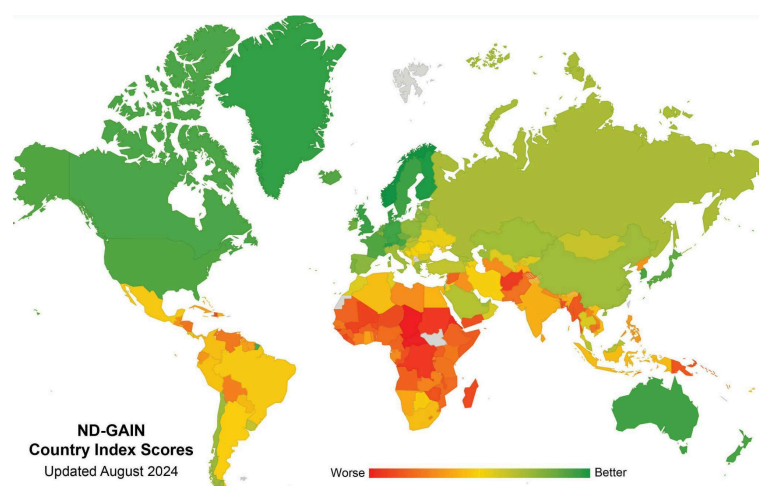 ND-GAIN
Country Index Scores
Updated August 2024
Worse Better